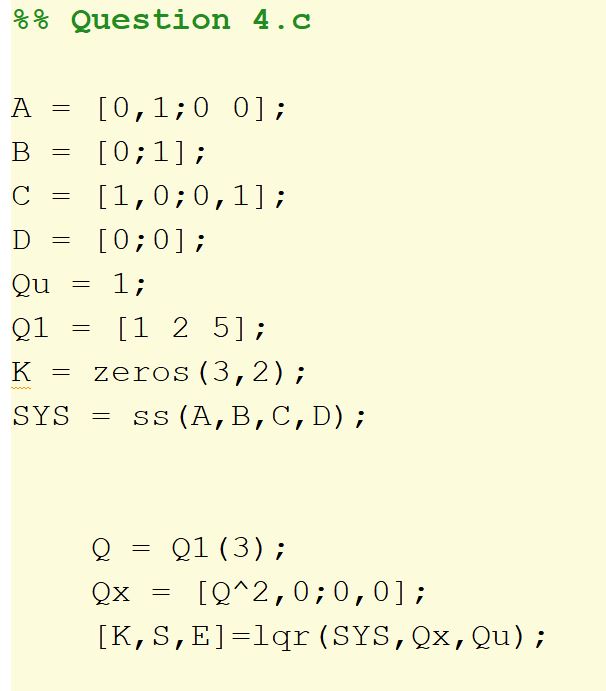 %% Question 4.c
A = [0,1;0 0];
B = [0;1];
C = [1,0;0,1];
D = [0;0];
Qu = 1;
Q1 = [1 2 5];
K = zeros(3,2);
SYS = ss(A,B,C,D);
Q = Q1(3);
Qx = [Q^2,0;0,0];
[K,S,E]=lqr(SYS,Qx,Qu);